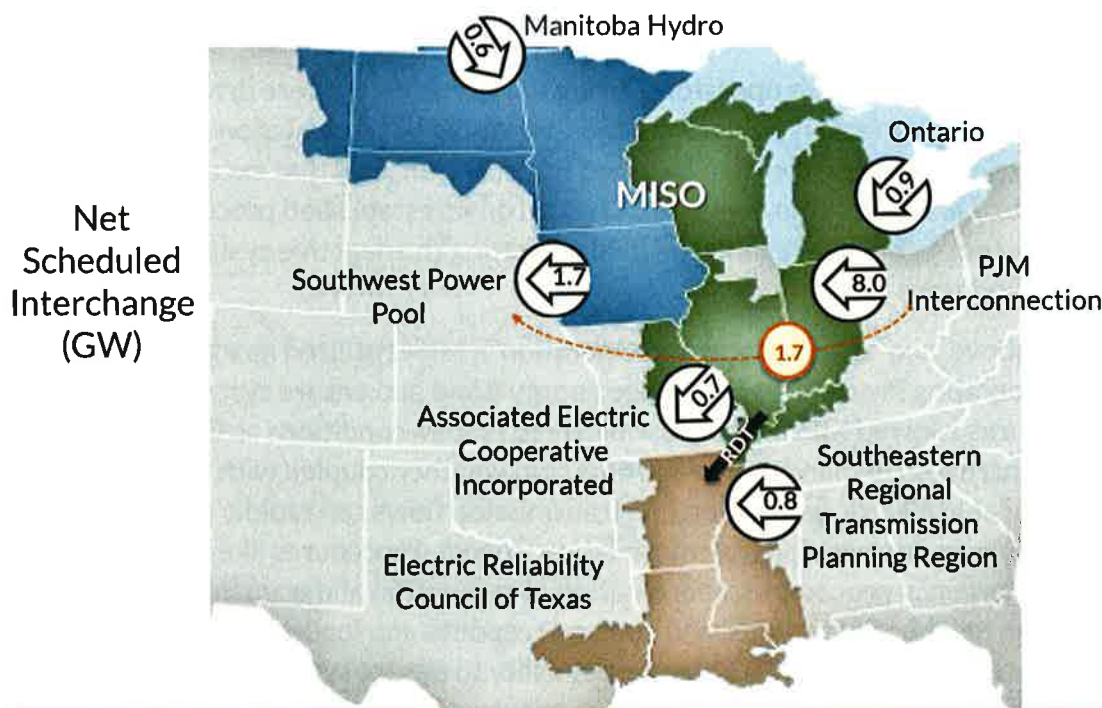 0.6
Manitoba Hydro
Ontario
MISO
0.9
Net
Scheduled
Interchange
(GW)
Southwest Power
Pool
1.7
8.0
PJM
Interconnection
1.7
0.7
Associated Electric
Cooperative
Incorporated
RDT
0.8
Southeastern
Regional
Transmission
Planning Region
Electric Reliability
Council of Texas